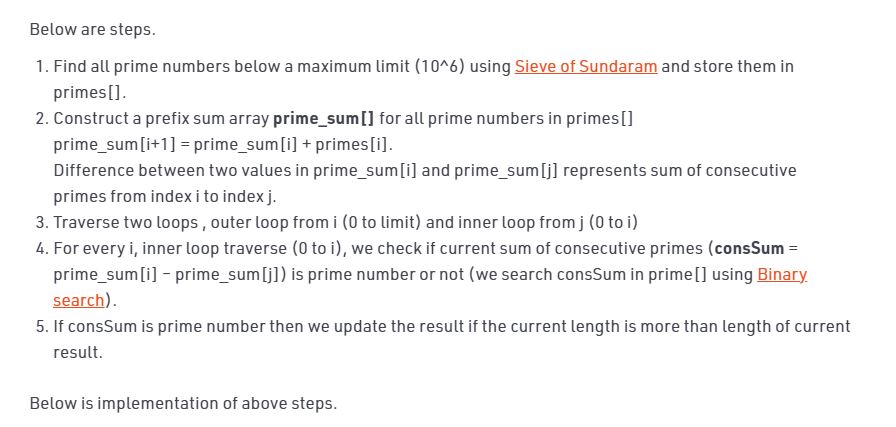 Below are steps.
1. Find all prime numbers below a maximum limit (10^6) using Sieve of Sundaram and store them in
primes[].
2. Construct a prefix sum array prime_sum[] for all prime numbers in primes[]
prime_sum[i+1] = prime_sum[i] + primes[i].
Difference between two values in prime_sum[i] and prime_sum[j] represents sum of consecutive
primes from index i to index j.
3. Traverse two loops , outer loop from i (0 to limit) and inner loop from j (0 to i)
4. For every i, inner loop traverse (0 to i), we check if current sum of consecutive primes (consSum =
prime_sum[i] − prime_sum[j]) is prime number or not (we search consSum in prime[] using Binary
search).
5. If consSum is prime number then we update the result if the current length is more than length of current
result.
Below is implementation of above steps.